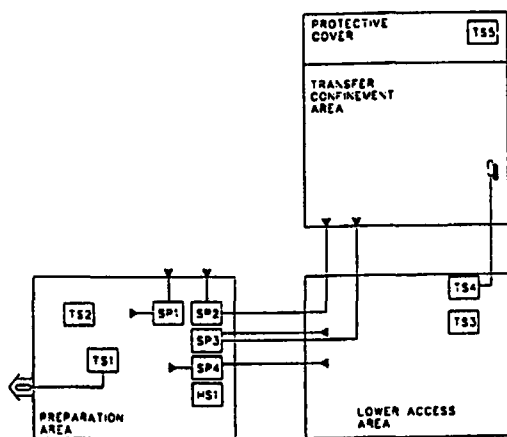 PROTECTIVE
COVER
TS5
TRANSFER
CONFINEMENT
AREA
TS4
TS2
SP1
SP2
SP3
TS3
TS1
SP4
HS1
PREPARATION
AREA
LOWER ACCESS
AREA